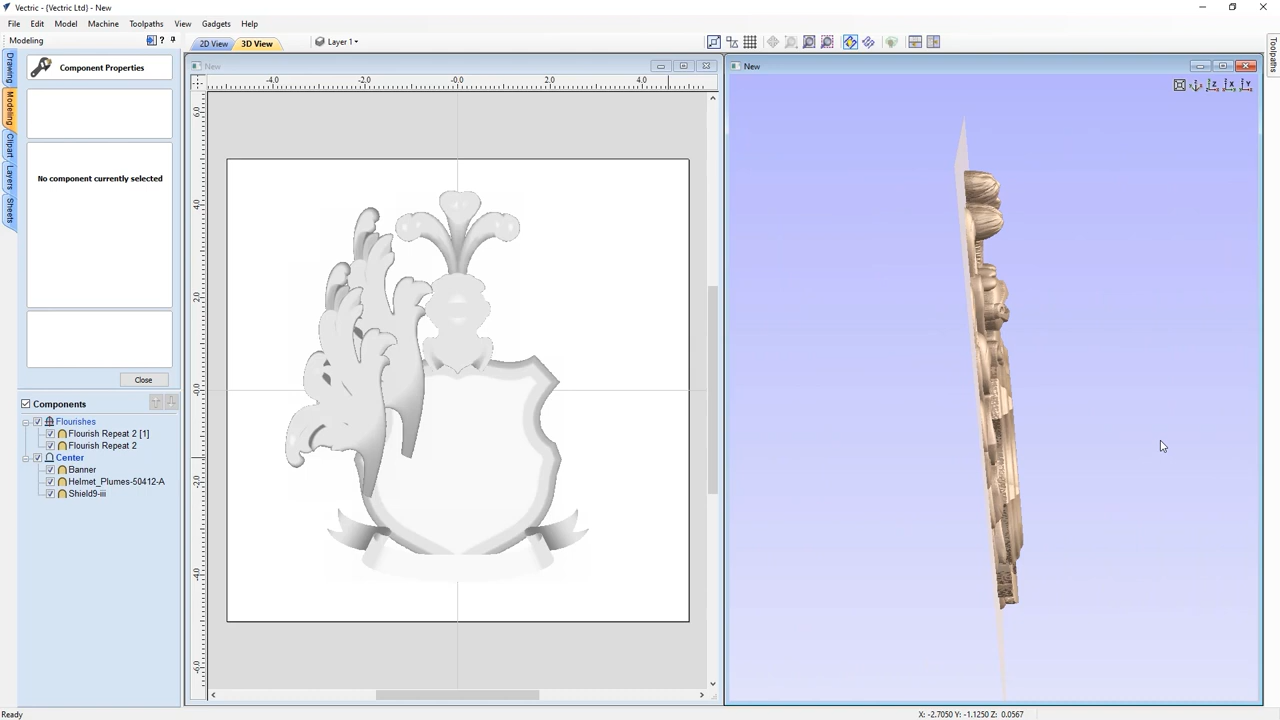 Vectric - {Vectric Ltd} - New
File Edit Model Machine Toolpaths View Gadgets Help
Modeling
2D View 3D View Layer 1
Component Properties
New
New
-4.0 -2.0 -0.0 2.0 4.0
Drawing
Modeling
Clipart
Layers
Sheets
Toolpaths
Z X Y
6.0
4.0
2.0
-0.0
-2.0
-4.0
-6.0
No component currently selected
Close
Components
Flourishes
Flourish Repeat 2 [1]
Flourish Repeat 2
Center
Banner
Helmet_Plumes-50412-A
Shield9-iii
Ready
X: -2.7050 Y: -1.1250 Z: 0.0567